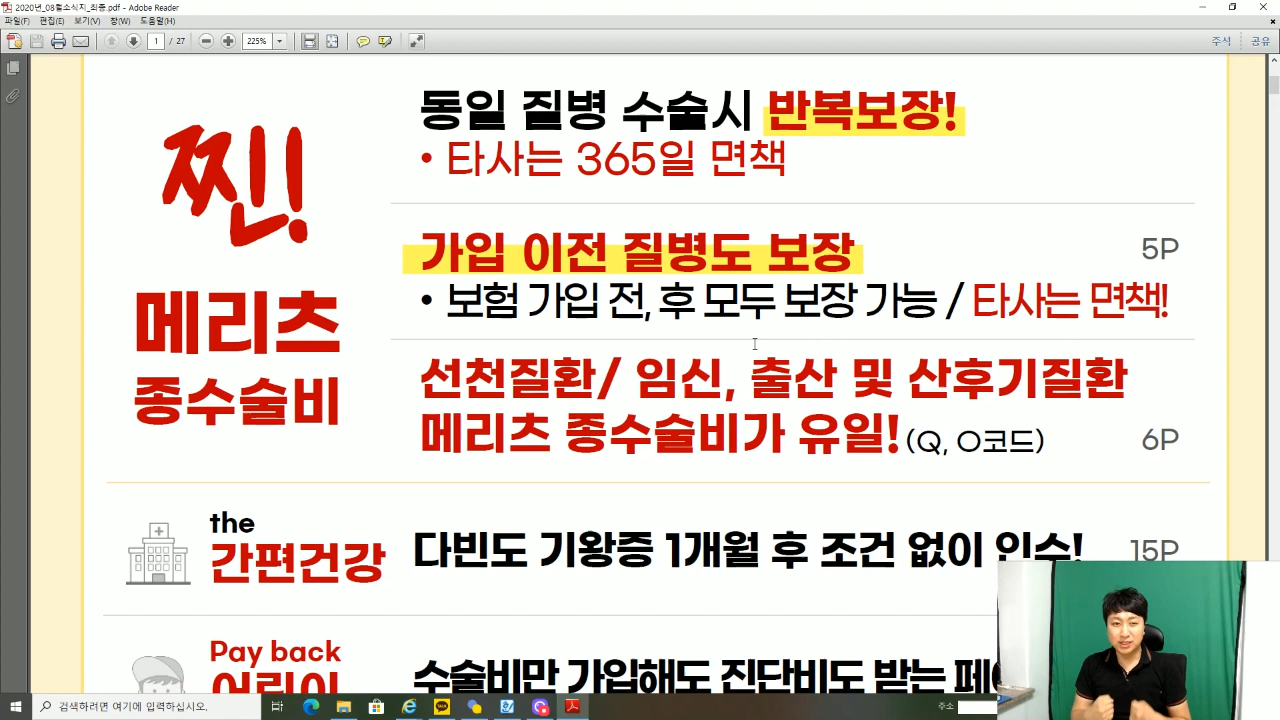 2020년_08월소식지_최종.pdf - Adobe Reader
파일(F) 편집(E) 보기(V) 창(W) 도움말(H)
1 / 27 225% 주석 공유
찐!
메리츠
종수술비
동일 질병 수술시 반복보장!
• 타사는 365일 면책
가입 이전 질병도 보장 5P
• 보험 가입 전, 후 모두 보장 가능 / 타사는 면책!
선천질환/ 임신, 출산 및 산후기질환
메리츠 종수술비가 유일! (Q, O코드) 6P
the
간편건강
다빈도 기왕증 1개월 후 조건 없이 인수! 15P
Pay back
어린이
수술비만 가입해도 진단비도 받는
검색하려면 여기에 입력하십시오.
주소